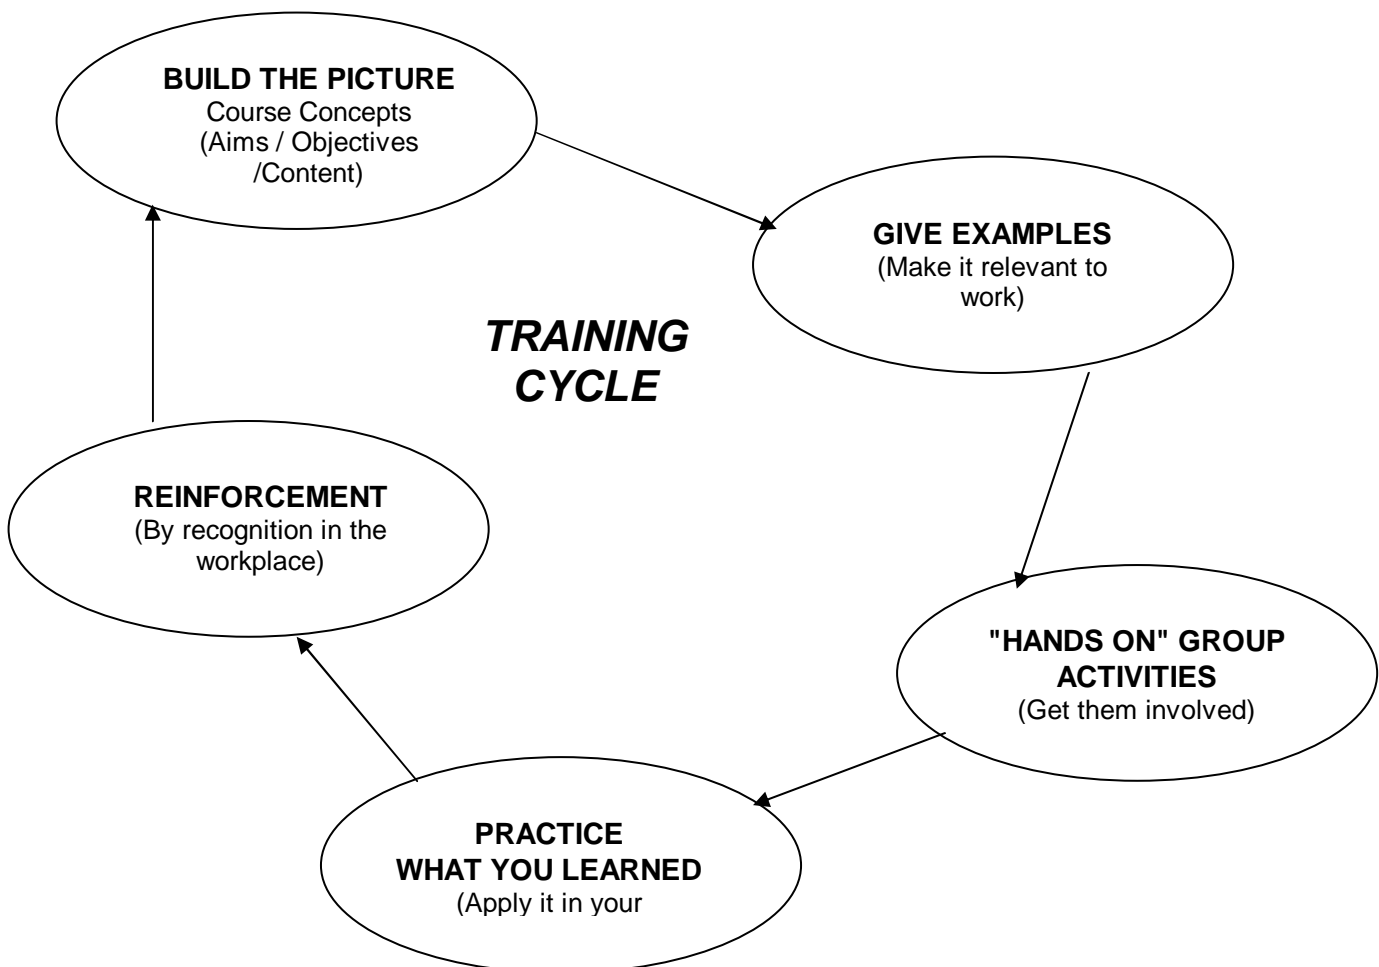 BUILD THE PICTURE
Course Concepts
(Aims / Objectives
/Content)
GIVE EXAMPLES
(Make it relevant to
work)
TRAINING
CYCLE
REINFORCEMENT
(By recognition in the
workplace)
"HANDS ON" GROUP
ACTIVITIES
(Get them involved)
PRACTICE
WHAT YOU LEARNED
(Apply it in your